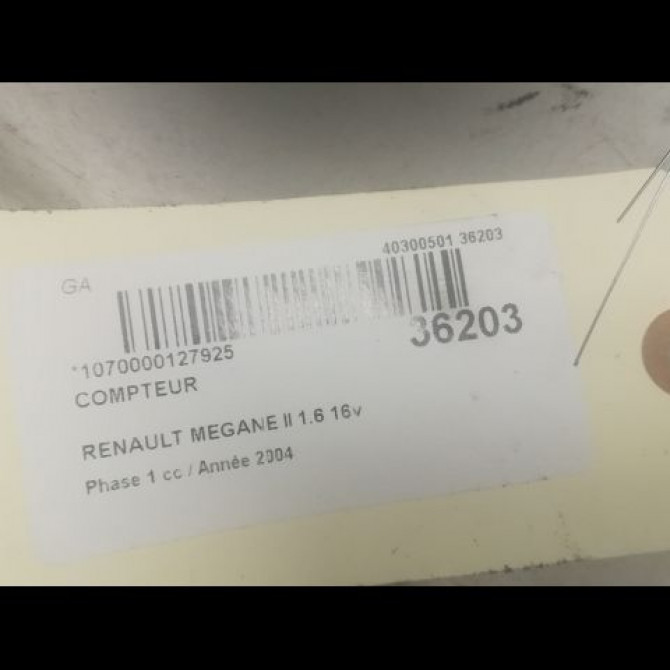 GA
40300501 36203
36203
*1070000127925
COMPTEUR
RENAULT MEGANE II 1.6 16v
Phase 1 cc / Année 2004